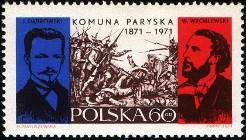 J. DĄBROWSKI
KOMUNA PARYSKA
1871-1971
W. WRÓBLEWSKI
POLSKA 60 GR